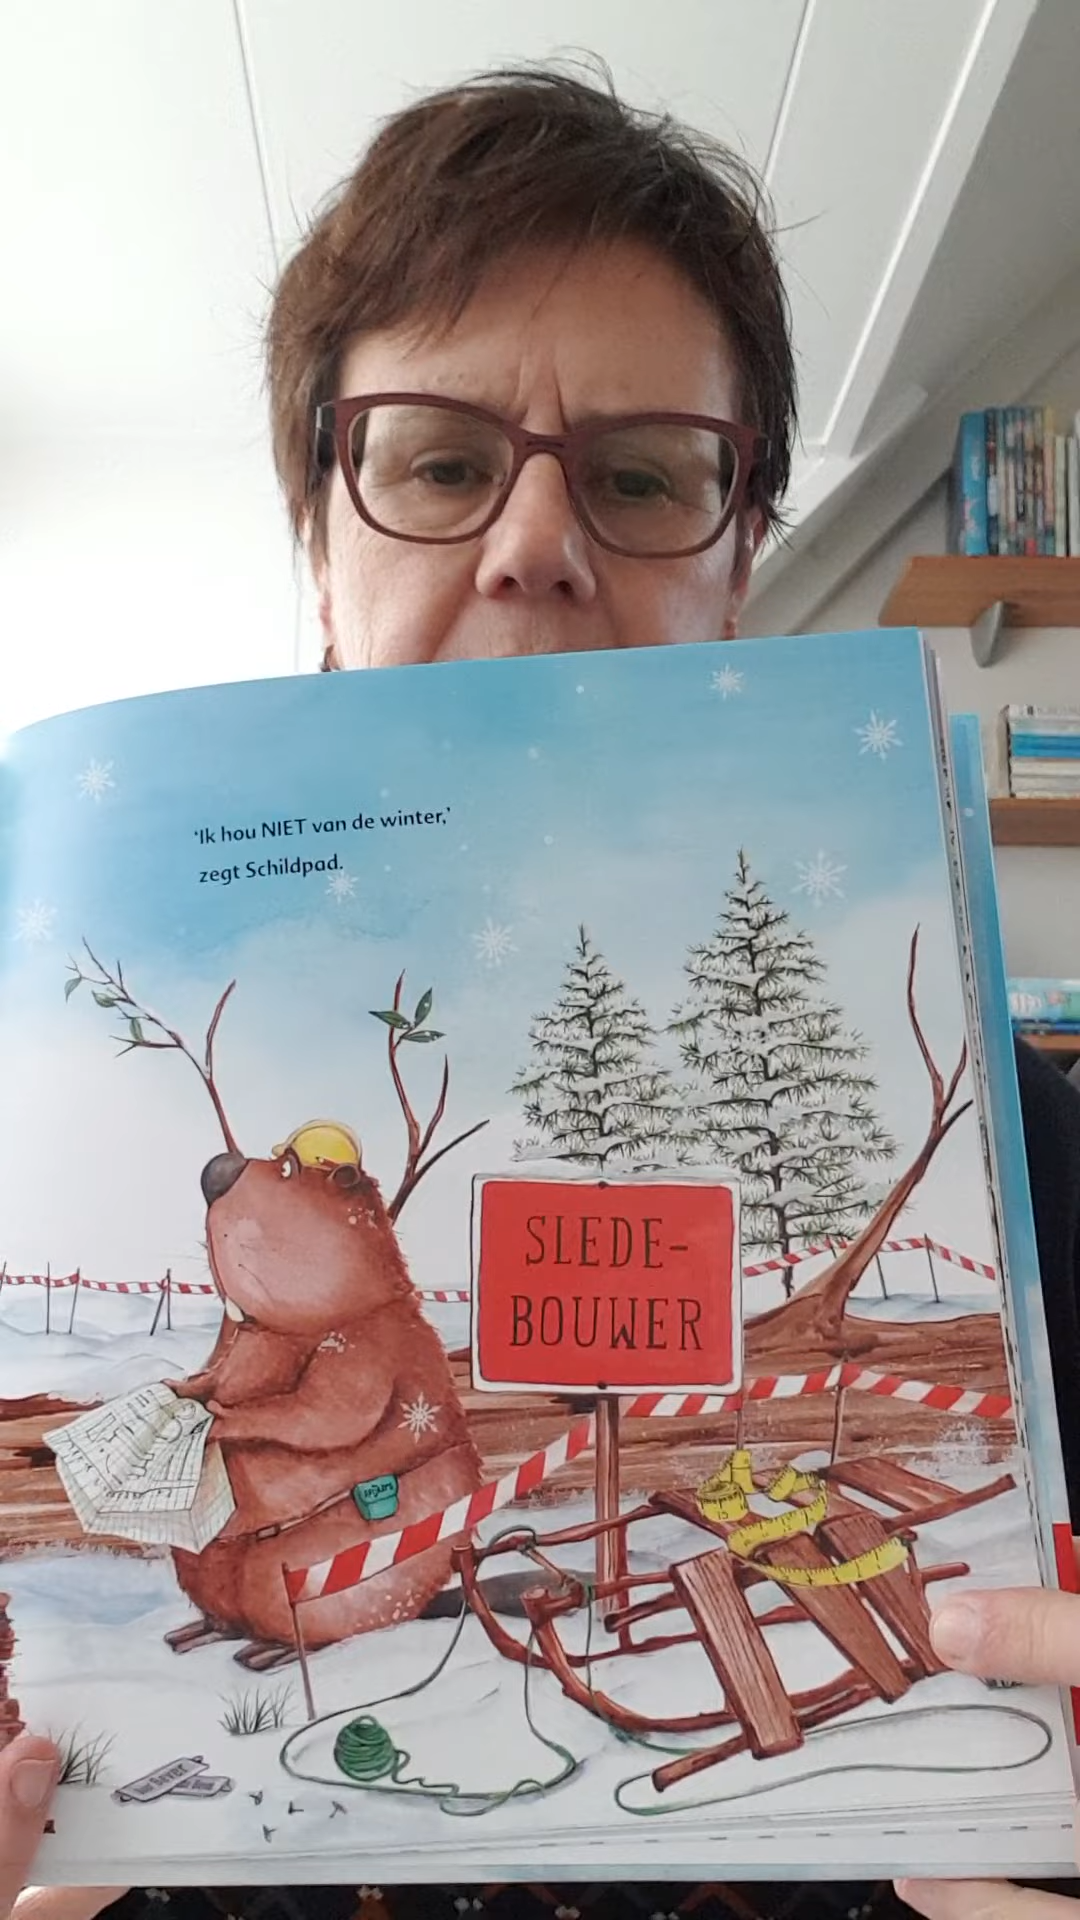 ‘Ik hou NIET van de winter,’
zegt Schildpad.
SLEDE-
BOUWER